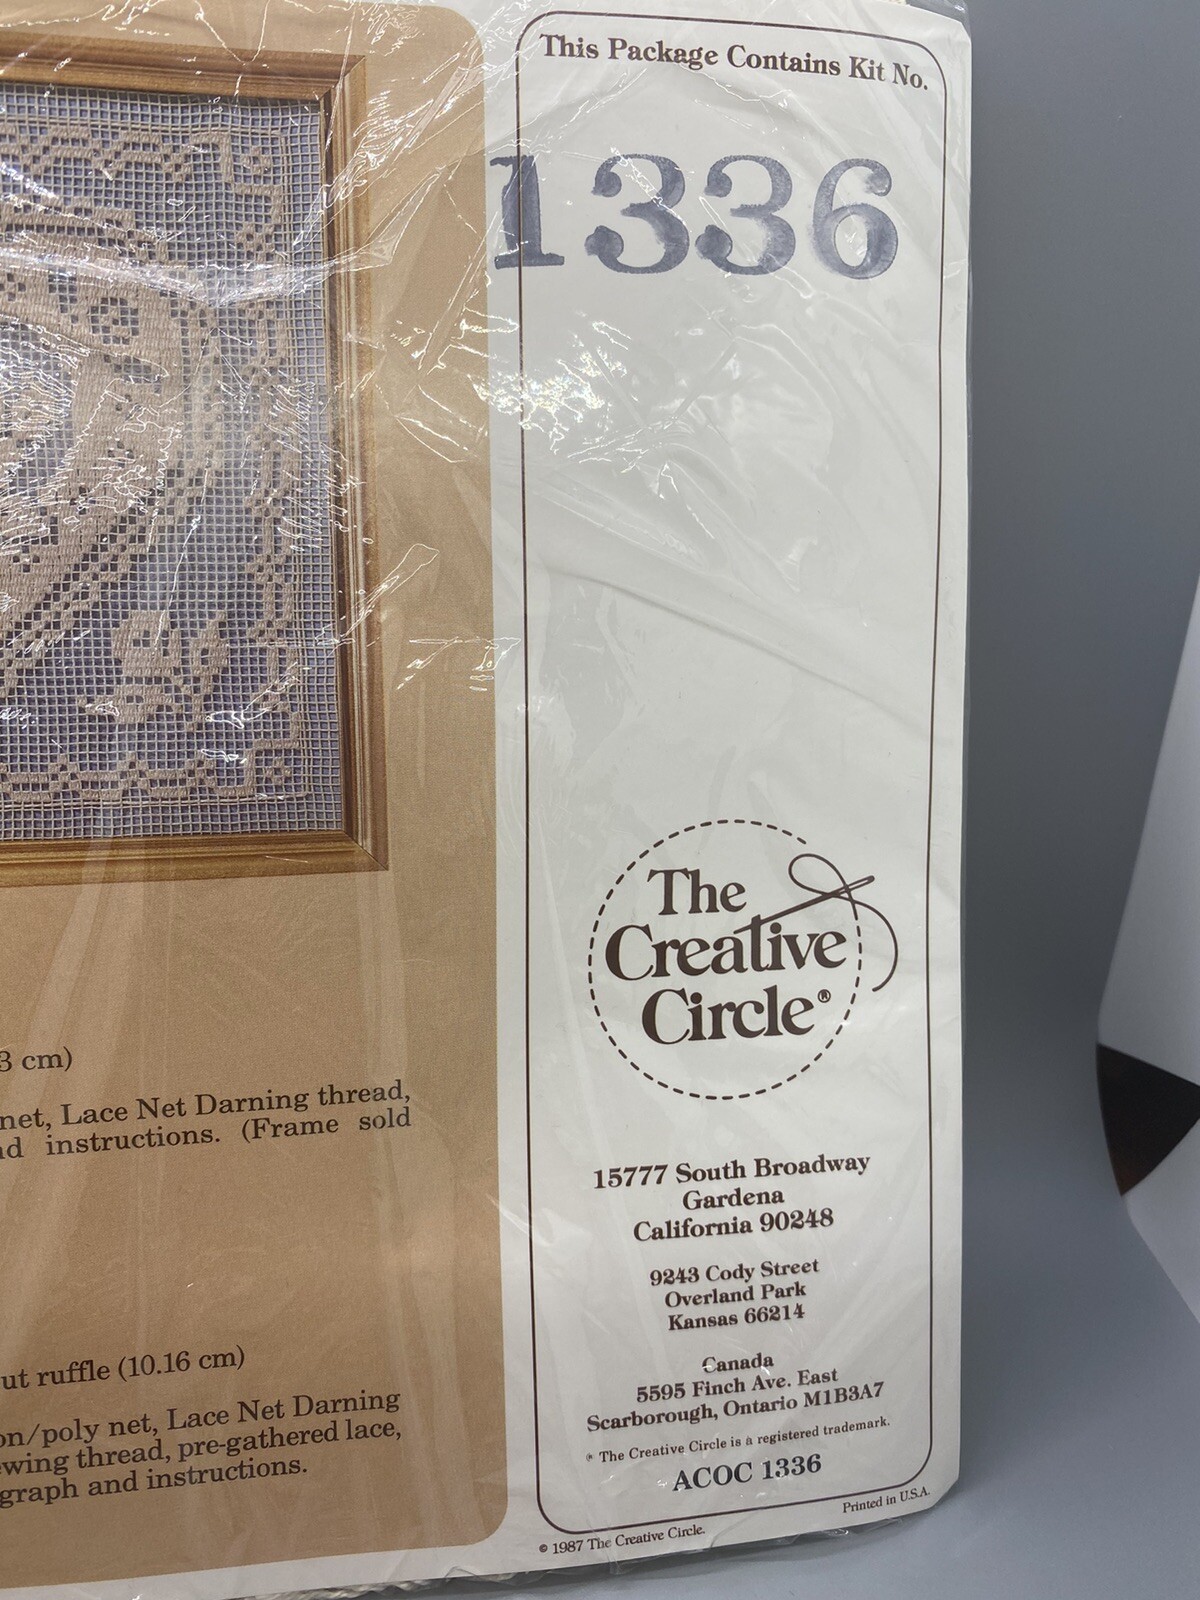 This Package Contains Kit No.
1336
The
Creative
Circle®
15777 South Broadway
Gardena
California 90248
9243 Cody Street
Overland Park
Kansas 66214
Canada
5595 Finch Ave. East
Scarborough, Ontario M1B3A7
® The Creative Circle is a registered trademark.
ACOC 1336
Printed in U.S.A.
© 1987 The Creative Circle.
3 cm)
net, Lace Net Darning thread,
instructions. (Frame sold
ruffle (10.16 cm)
/poly net, Lace Net Darning
thread, pre-gathered lace,
graph and instructions.